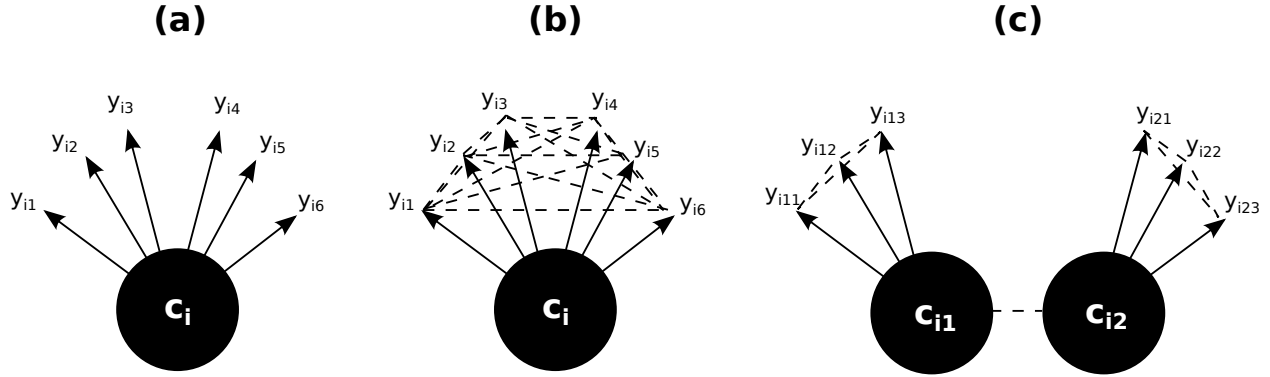 (a)
y_i1
y_i2
y_i3
y_i4
y_i5
y_i6
c_i
(b)
y_i1
y_i2
y_i3
y_i4
y_i5
y_i6
c_i
(c)
y_i11
y_i12
y_i13
y_i21
y_i22
y_i23
c_i1
c_i2